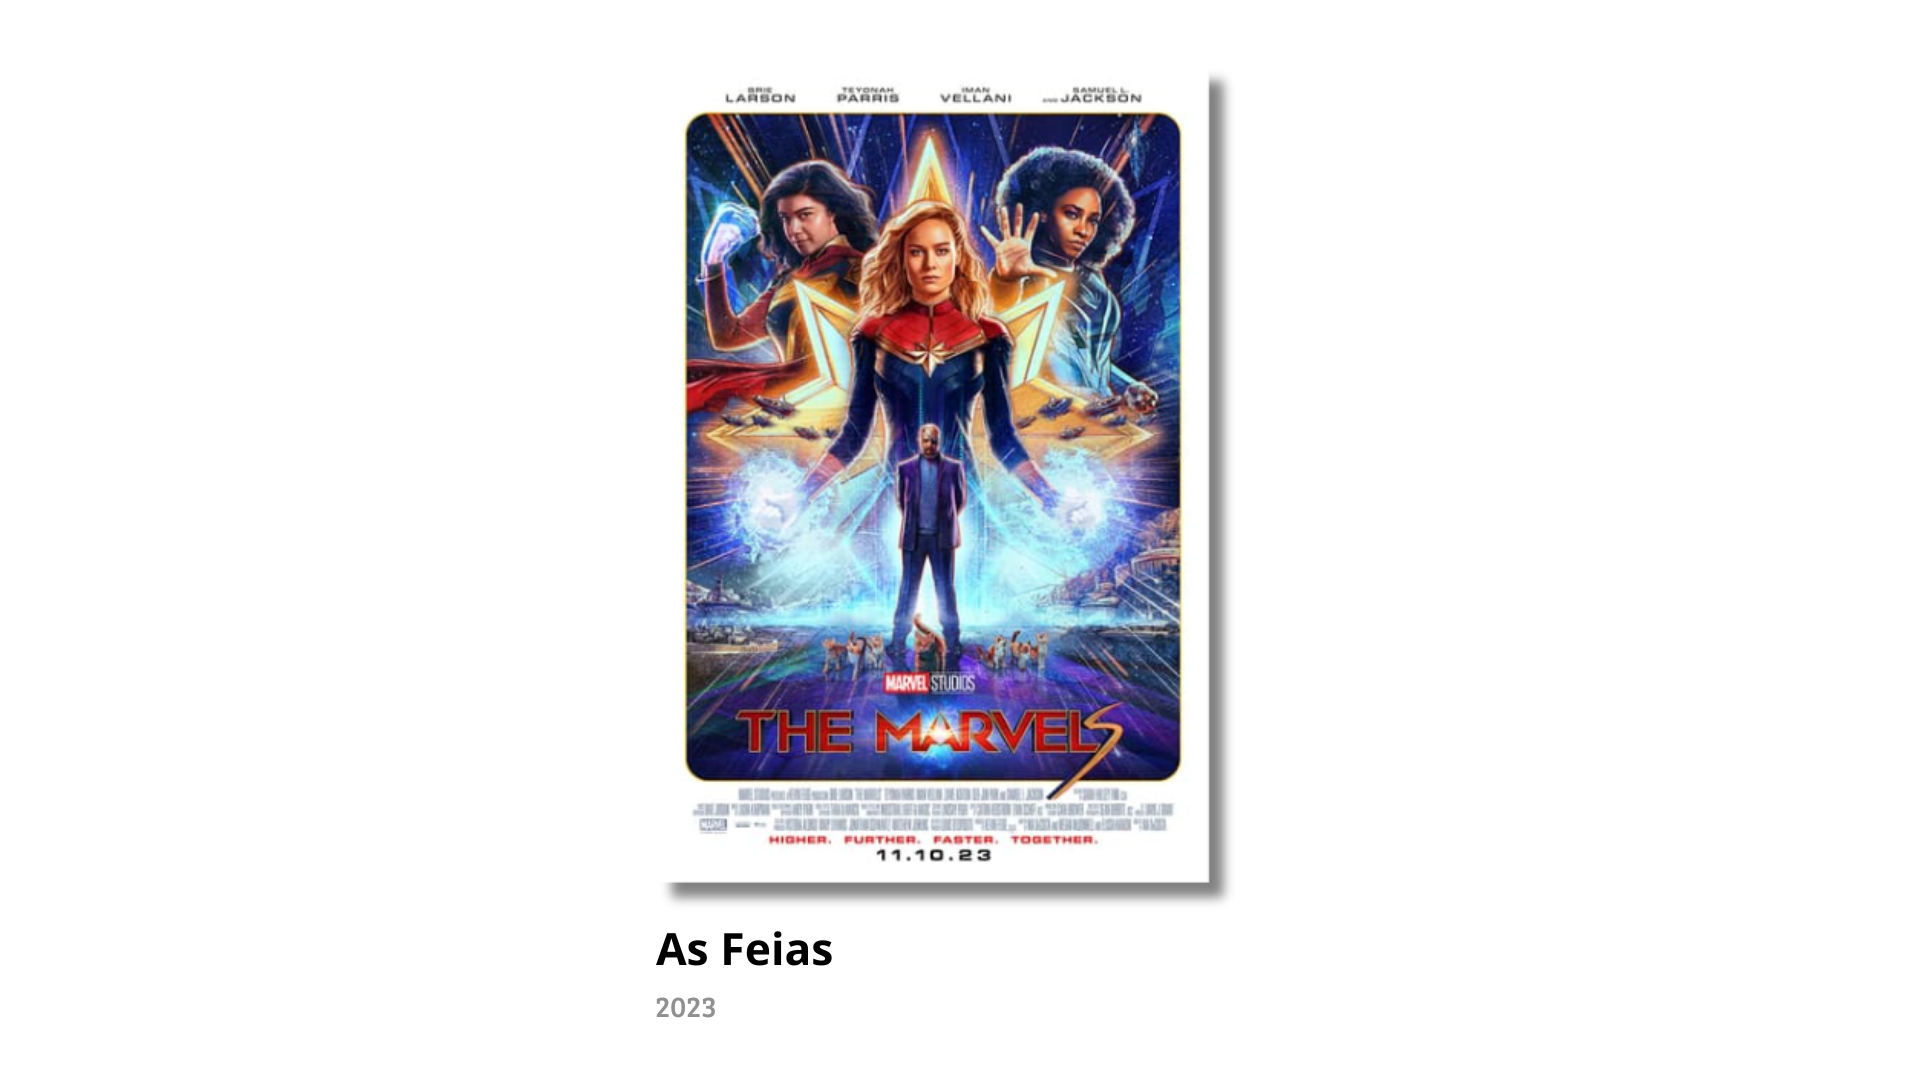 BRIE LARSON TEYONAH PARRIS IMAN VELLANI AND SAMUEL L. JACKSON
MARVEL STUDIOS
THE MARVELS
HIGHER. FURTHER. FASTER. TOGETHER.
11.10.23
As Feias
2023